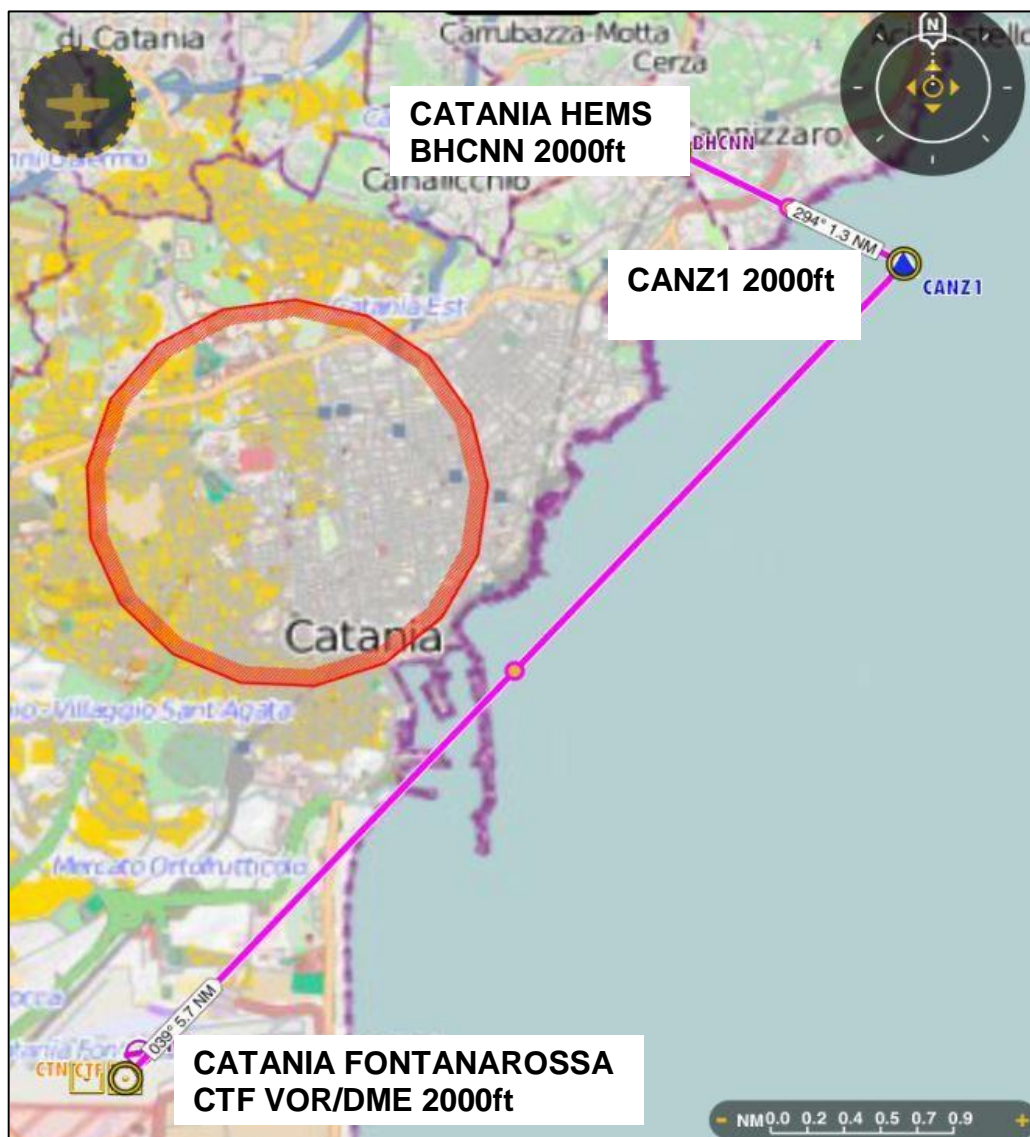 di Catania
Carrubazza-Motta
Cerza
N
CATANIA HEMS
BHCNN 2000ft
BHCNN
Canalicchio
294° 1.3 NM
CANZ1 2000ft
CANZ1
Catania Est
Catania
Villaggio Sant'Agata
Mercato Ortofrutticolo
039° 5.7 NM
CTN
CTF
CATANIA FONTANAROSSA
CTF VOR/DME 2000ft
NM 0.0 0.2 0.4 0.5 0.7 0.9